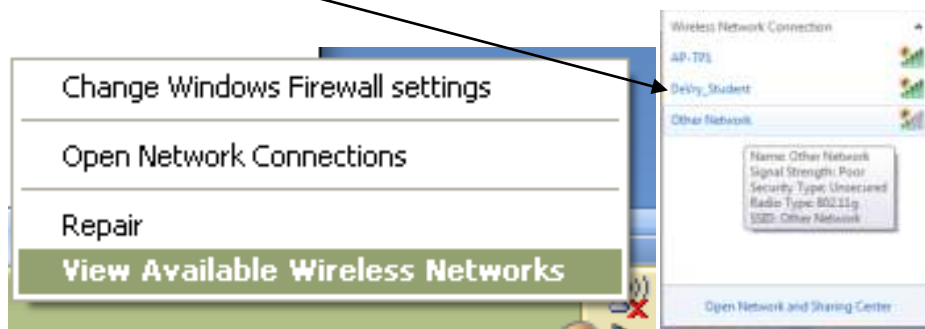 Change Windows Firewall settings
Open Network Connections
Repair
View Available Wireless Networks
Wireless Network Connection
AP-TP1
DeVry_Student
Other Network
Name: Other Network
Signal Strength: Poor
Security Type: Unsecured
Radio Type: 802.11g
SSID: Other Network
Open Network and Sharing Center